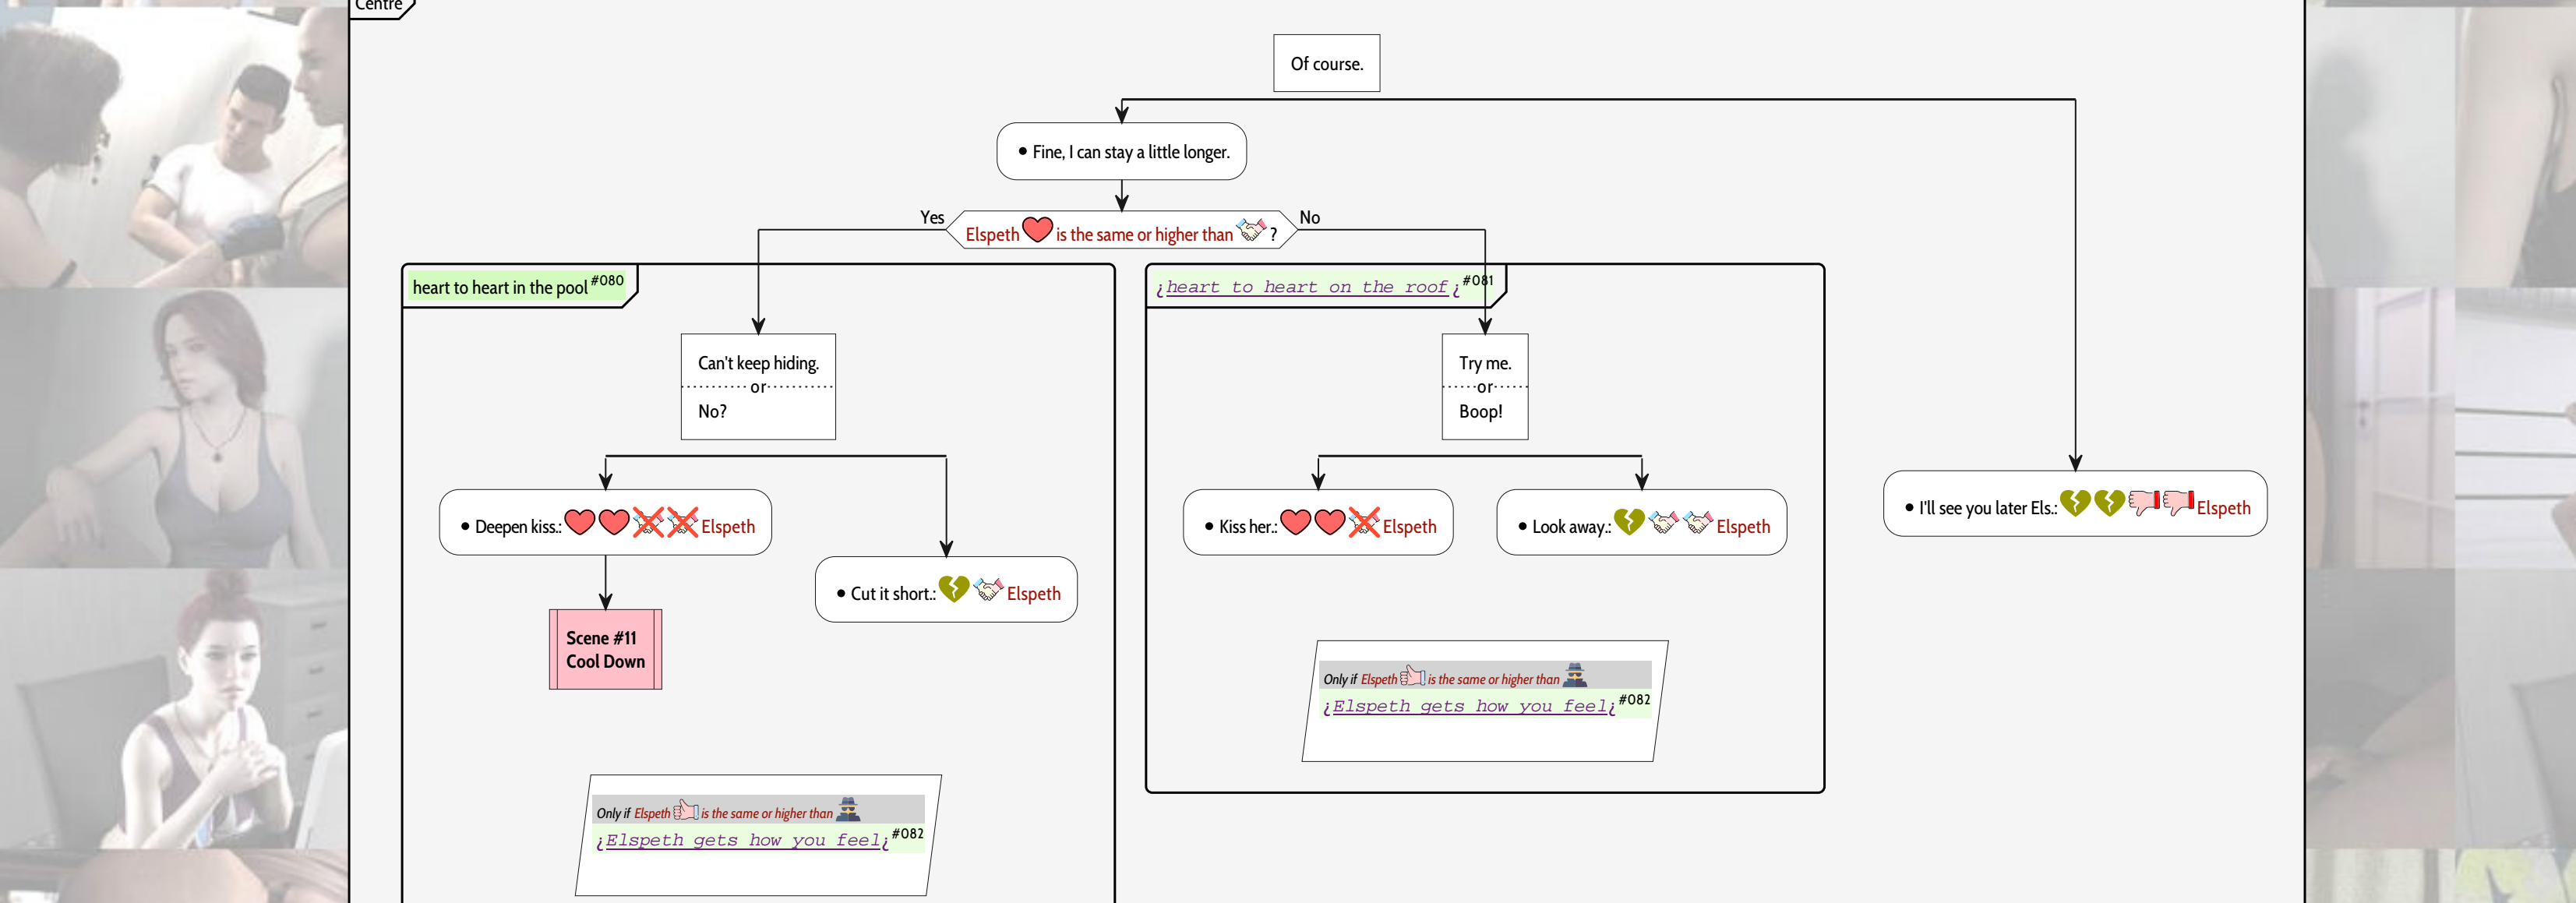 Centre
Of course.
• Fine, I can stay a little longer.
Yes
Elspeth is the same or higher than ?
No
heart to heart in the pool #080
¿heart to heart on the roof¿ #081
Can't keep hiding.
or
No?
Try me.
or
Boop!
• Deepen kiss.: Elspeth
• Cut it short.: Elspeth
• Kiss her.: Elspeth
• Look away.: Elspeth
• I'll see you later Els.: Elspeth
Scene #11
Cool Down
Only if Elspeth is the same or higher than
¿Elspeth gets how you feel¿ #082
Only if Elspeth is the same or higher than
¿Elspeth gets how you feel¿ #082